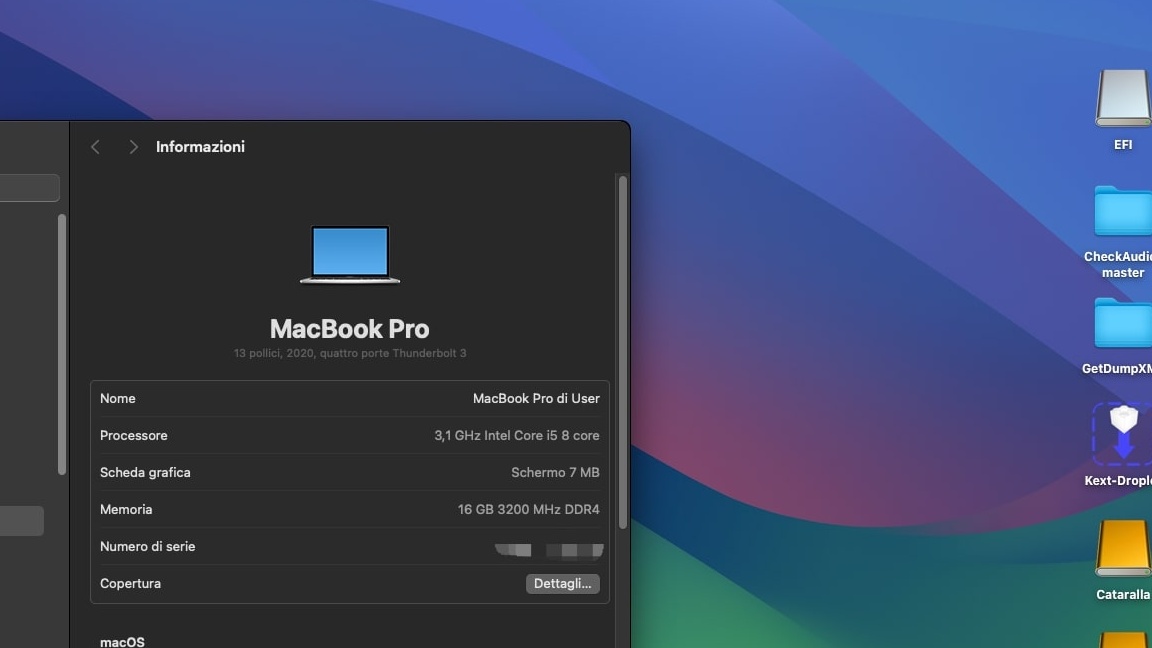 Informazioni
MacBook Pro
13 pollici, 2020, quattro porte Thunderbolt 3
Nome MacBook Pro di User
Processore 3,1 GHz Intel Core i5 8 core
Scheda grafica Schermo 7 MB
Memoria 16 GB 3200 MHz DDR4
Numero di serie
Copertura Dettagli...
macOS
EFI
CheckAudio
master
GetDumpXM
Kext-Drople
Cataralla